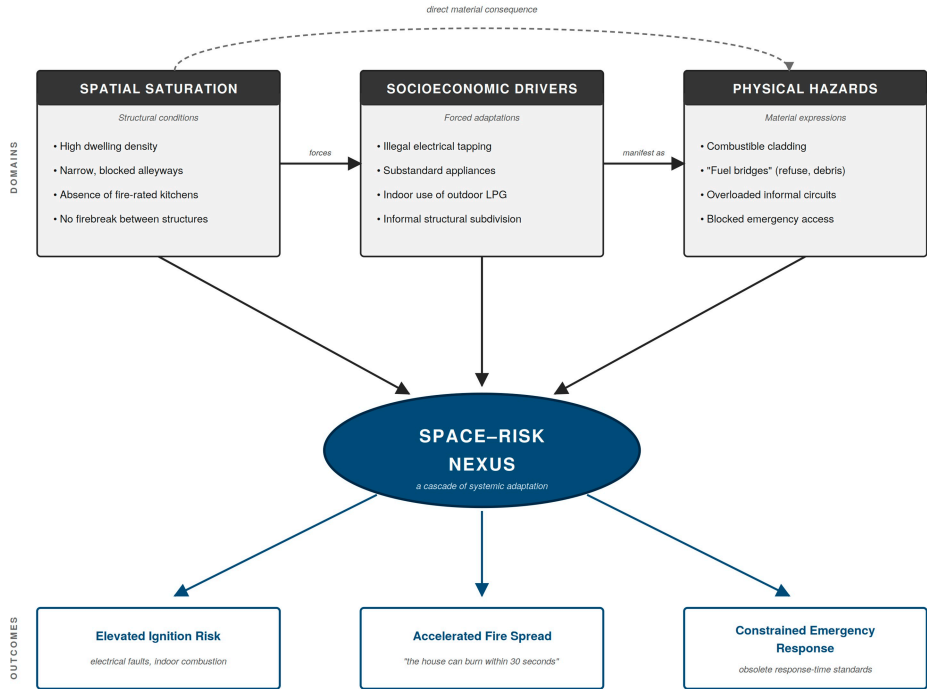 direct material consequence
DOMAINS
SPATIAL SATURATION
Structural conditions
• High dwelling density
• Narrow, blocked alleyways
• Absence of fire-rated kitchens
• No firebreak between structures
forces
SOCIOECONOMIC DRIVERS
Forced adaptations
• Illegal electrical tapping
• Substandard appliances
• Indoor use of outdoor LPG
• Informal structural subdivision
manifest as
PHYSICAL HAZARDS
Material expressions
• Combustible cladding
• "Fuel bridges" (refuse, debris)
• Overloaded informal circuits
• Blocked emergency access
SPACE–RISK
NEXUS
a cascade of systemic adaptation
OUTCOMES
Elevated Ignition Risk
electrical faults, indoor combustion
Accelerated Fire Spread
"the house can burn within 30 seconds"
Constrained Emergency
Response
obsolete response-time standards